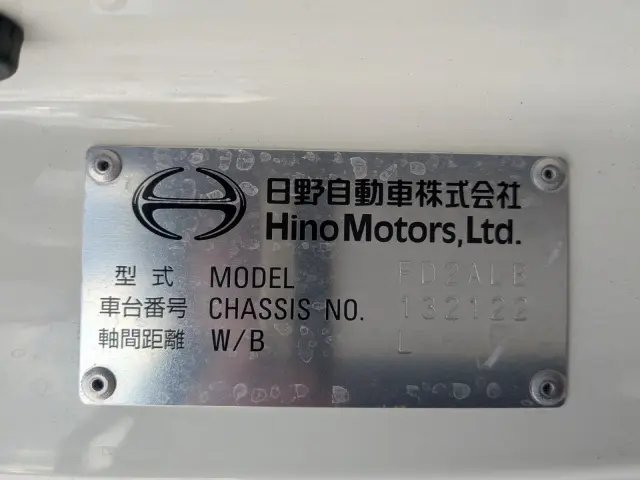 日野自動車株式会社
Hino Motors, Ltd.
型式 MODEL FD2ALB
車台番号 CHASSIS NO. 132122
軸間距離 W/B L